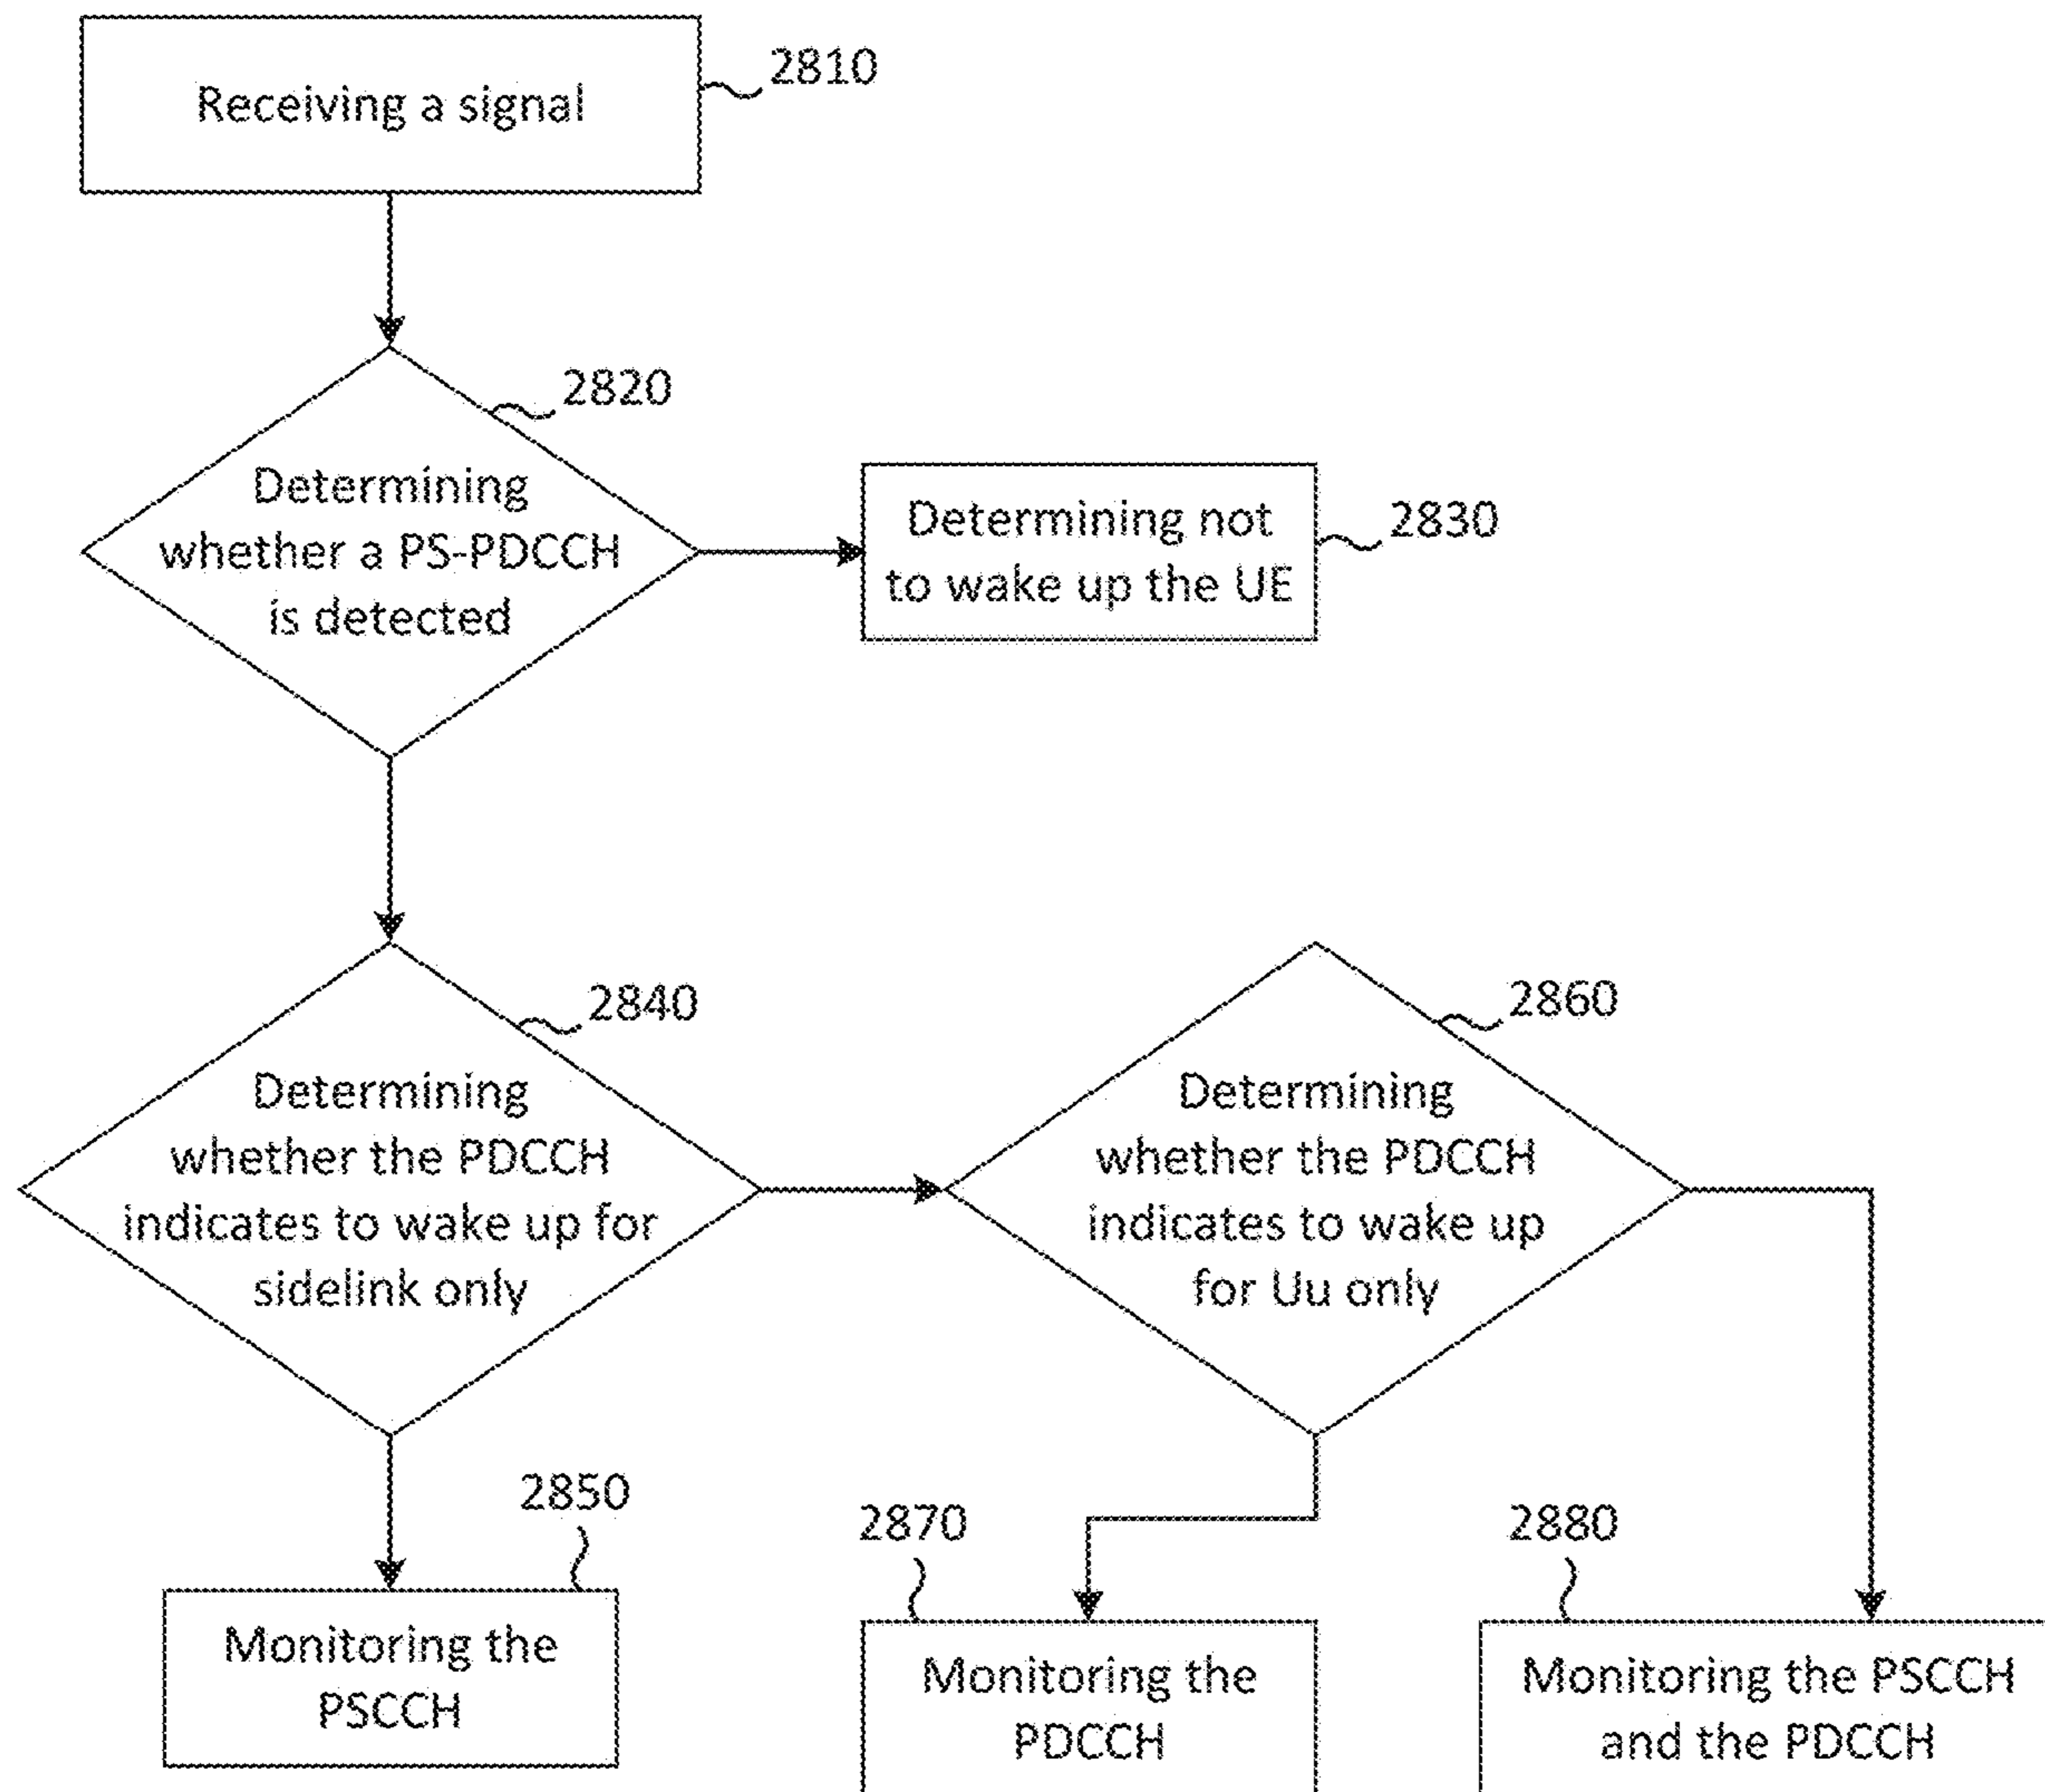 Receiving a signal
2810
2820
Determining
whether a PS-PDCCH
is detected
Determining not
to wake up the UE
2830
2840
Determining
whether the PDCCH
indicates to wake up for
sidelink only
2860
Determining
whether the PDCCH
indicates to wake up
for Uu only
2850
Monitoring the
PSCCH
2870
Monitoring the
PDCCH
2880
Monitoring the PSCCH
and the PDCCH